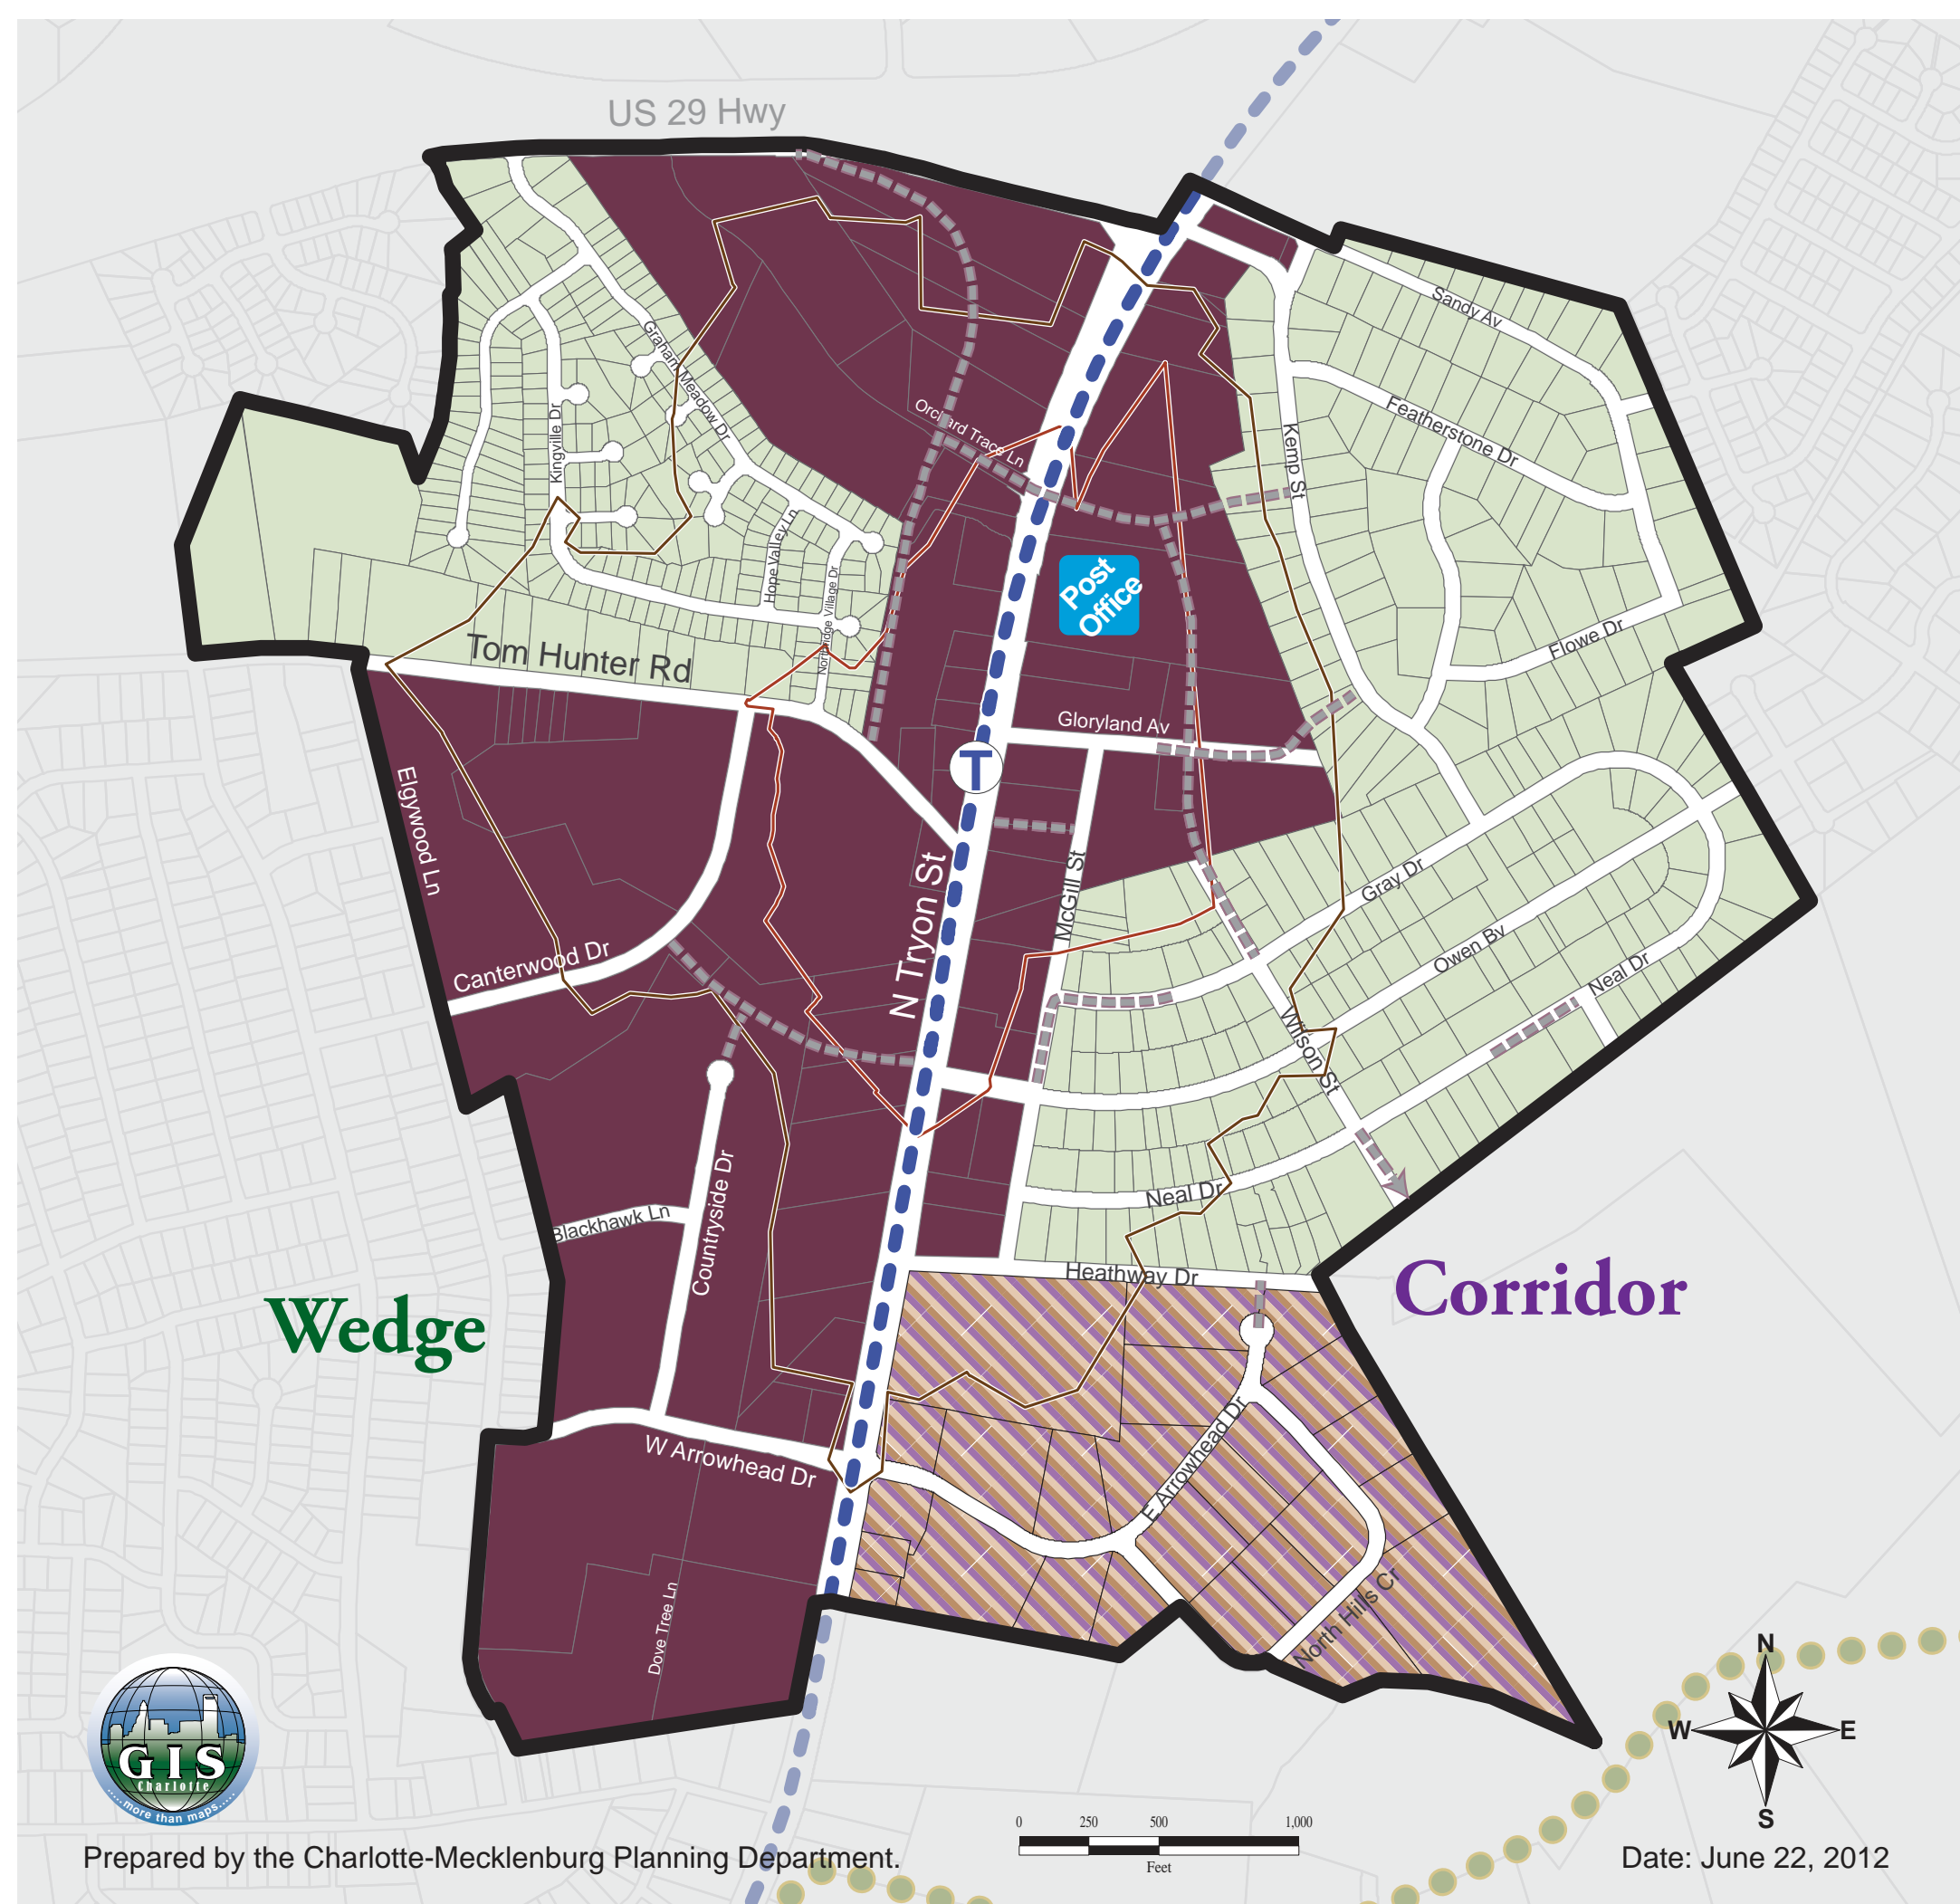 US 29 Hwy
Sandy Av
Graham Meadow Dr
Kingville Dr
Orchard Trace Ln
Featherstone Dr
Kemp St
Hope Valley Ln
Northridge Village Dr
Post
Office
Tom Hunter Rd
Flowe Dr
Gloryland Av
T
Elgywood Ln
N Tryon St
McGill St
Gray Dr
Canterwood Dr
Owen Bv
Neal Dr
Wilson St
Countryside Dr
Neal Dr
Blackhawk Ln
Heathway Dr
Wedge
Corridor
W Arrowhead Dr
E Arrowhead Dr
Dove Tree Ln
North Hills Cr
N
W E
S
GIS
Charlotte
.....more than maps.....
0 250 500 1,000
Feet
Prepared by the Charlotte-Mecklenburg Planning Department.
Date: June 22, 2012